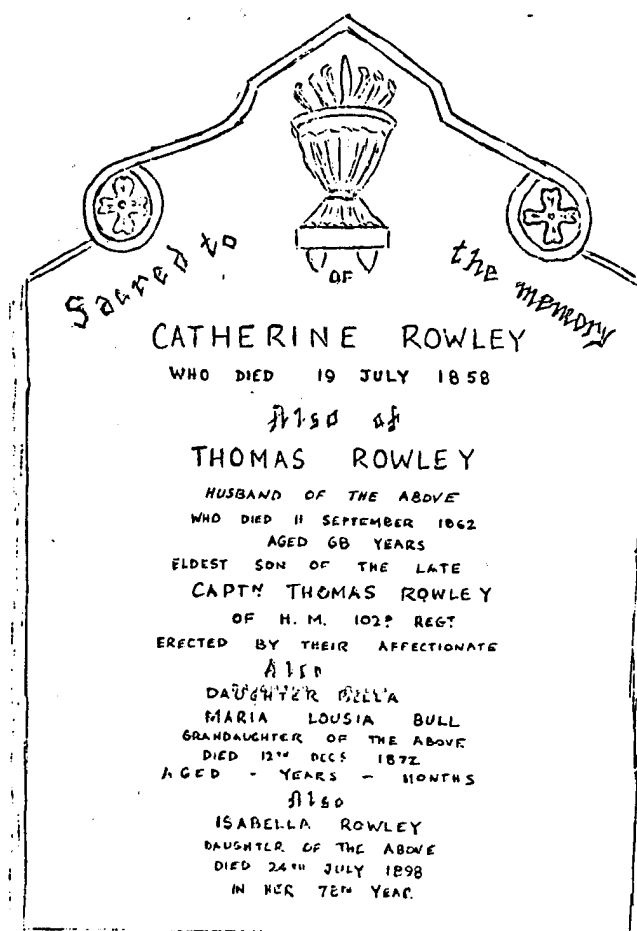 Sacred to the memory
OF
CATHERINE ROWLEY
WHO DIED 19 JULY 1858
Also of
THOMAS ROWLEY
HUSBAND OF THE ABOVE
WHO DIED 11 SEPTEMBER 1862
AGED 68 YEARS
ELDEST SON OF THE LATE
CAPTN THOMAS ROWLEY
OF H. M. 102D REGT
ERECTED BY THEIR AFFECTIONATE
Also
DAUGHTER BELLA
MARIA LOUSIA BULL
GRANDAUGHTER OF THE ABOVE
DIED 12TH 1872
AGED - YEARS - MONTHS
Also
ISABELLA ROWLEY
DAUGHTER OF THE ABOVE
DIED 24TH JULY 1898
IN HER YEAR